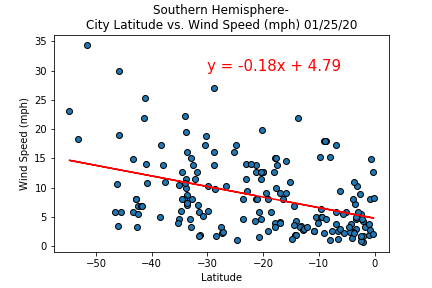 Southern Hemisphere-
City Latitude vs. Wind Speed (mph) 01/25/20
35
30
25
20
15
10
5
0
Wind Speed (mph)
y = -0.18x + 4.79
−50
−40
−30
−20
−10
0
Latitude